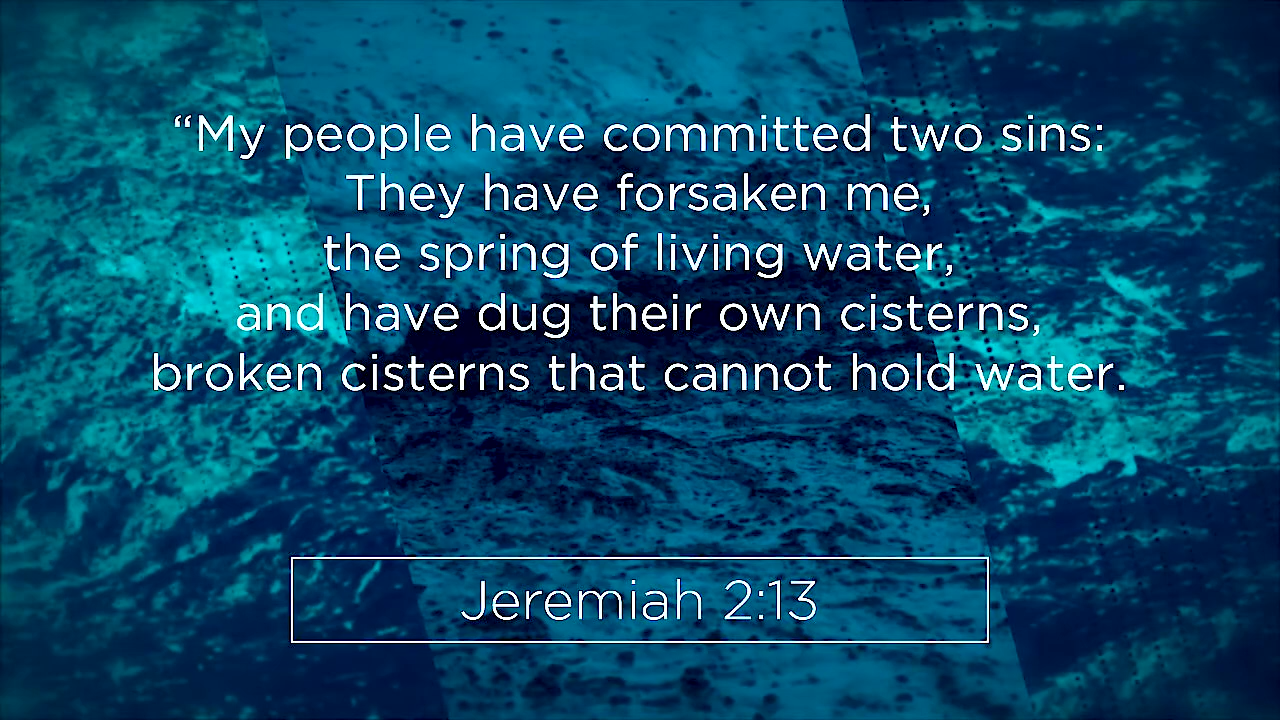 “My people have committed two sins:
They have forsaken me,
the spring of living water,
and have dug their own cisterns,
broken cisterns that cannot hold water.
Jeremiah 2:13